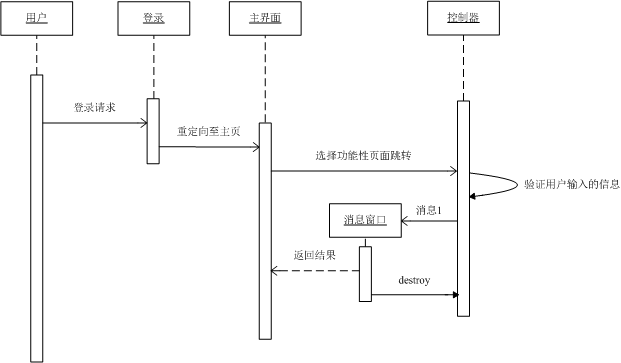 用户
登录
主界面
控制器
登录请求
重定向至主页
选择功能性页面跳转
验证用户输入的信息
消息窗口
消息1
返回结果
destroy